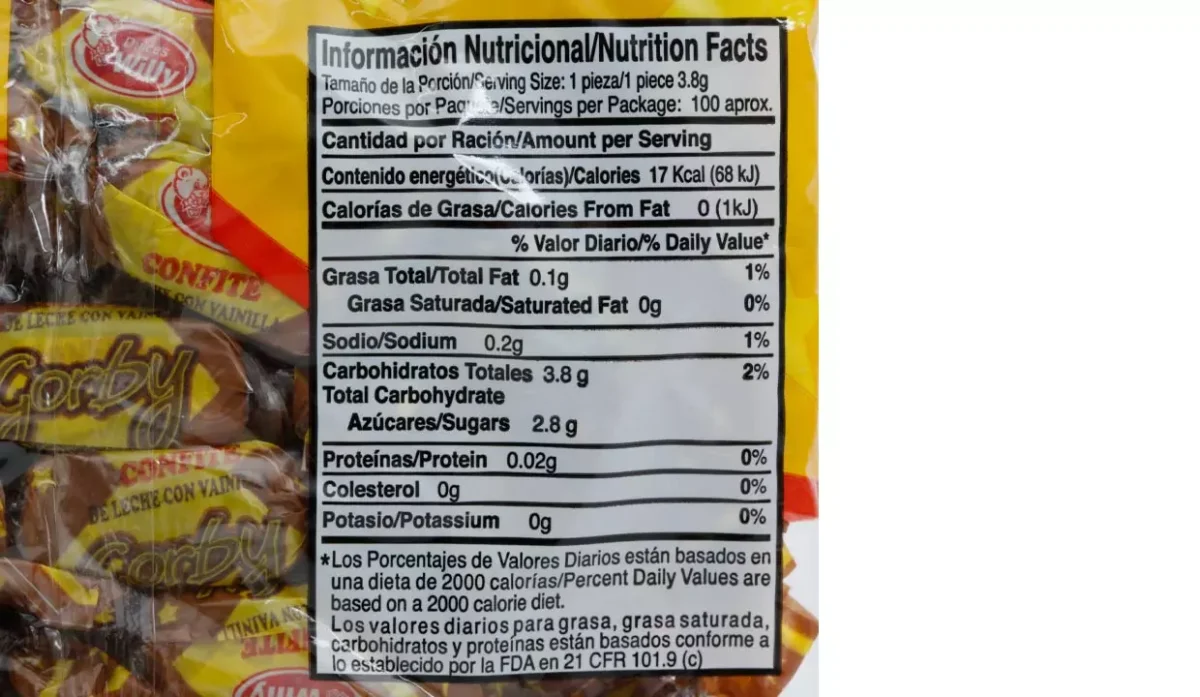 DULCES
Willy
CONFITE
CON VAINILLA
DE LECHE CON
Gorby
CONFITE
DE LECHE CON
Gorby
Información Nutricional/Nutrition Facts
Tamaño de la Porción/Serving Size: 1 pieza/1 piece 3.8g
Porciones por /Servings per Package: 100 aprox.
Cantidad por Ración/Amount per Serving
Contenido energético /Calories 17 Kcal (68 kJ)
Calorías de Grasa/Calories From Fat 0 (1kJ)
% Valor Diario/% Daily Value*
Grasa Total/Total Fat 0.1g 1%
Grasa Saturada/Saturated Fat 0g 0%
Sodio/Sodium 0.2g 1%
Carbohidratos Totales 3.8 g 2%
Total Carbohydrate
Azúcares/Sugars 2.8 g
Proteínas/Protein 0.02g 0%
Colesterol 0g 0%
Potasio/Potassium 0g 0%
*Los Porcentajes de Valores Diarios están basados en
una dieta de 2000 calorías/Percent Daily Values are
based on a 2000 calorie diet.
Los valores diarios para grasa, grasa saturada,
carbohidratos y proteínas están basados conforme a
lo establecido por la FDA en 21 CFR 101.9 (c)